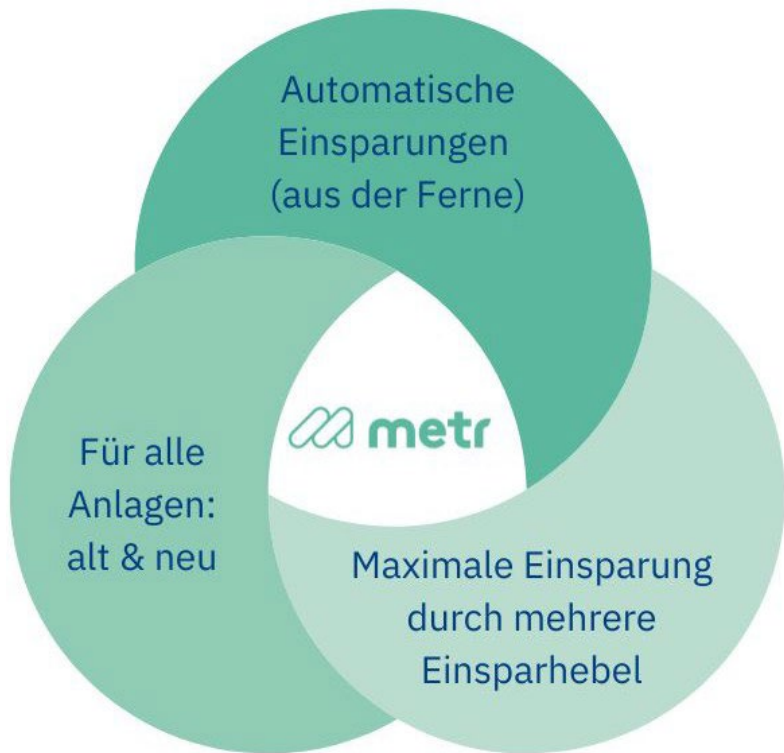 Automatische
Einsparungen
(aus der Ferne)
metr
Für alle
Anlagen:
alt & neu
Maximale Einsparung
durch mehrere
Einsparhebel